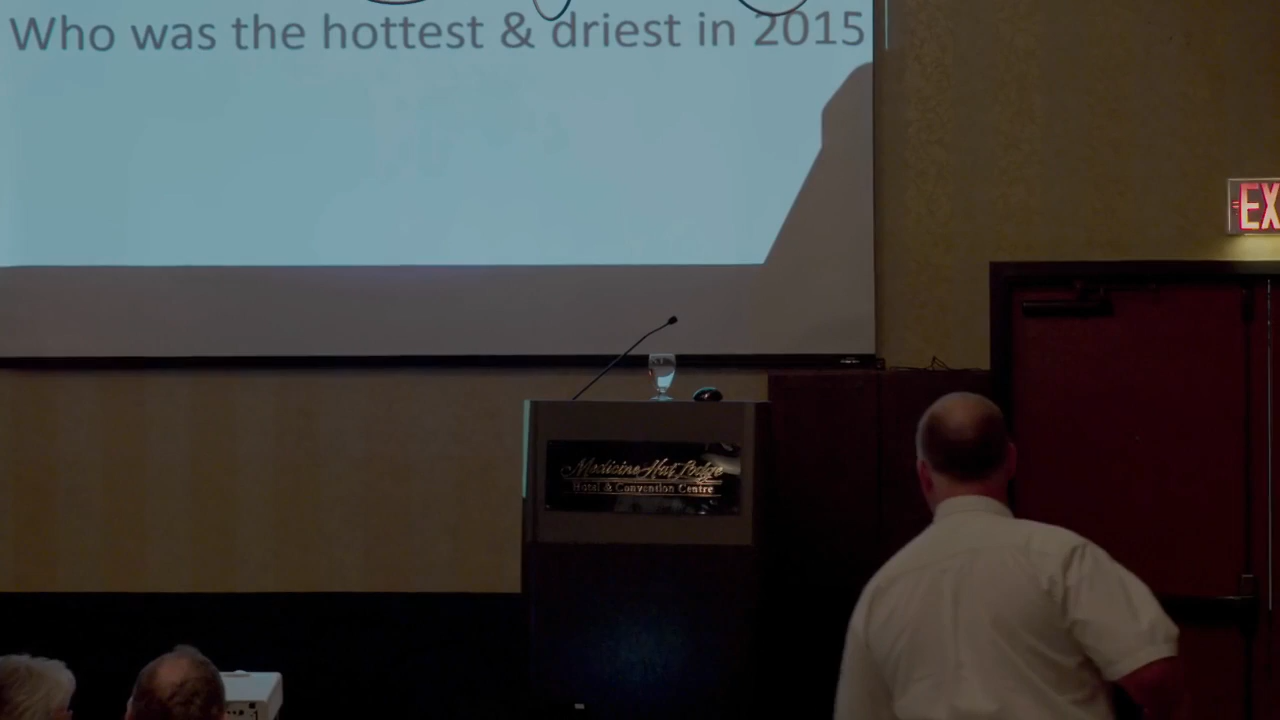 Who was the hottest & driest in 2015
EX
Medicine Hat Lodge
Hotel & Convention Centre